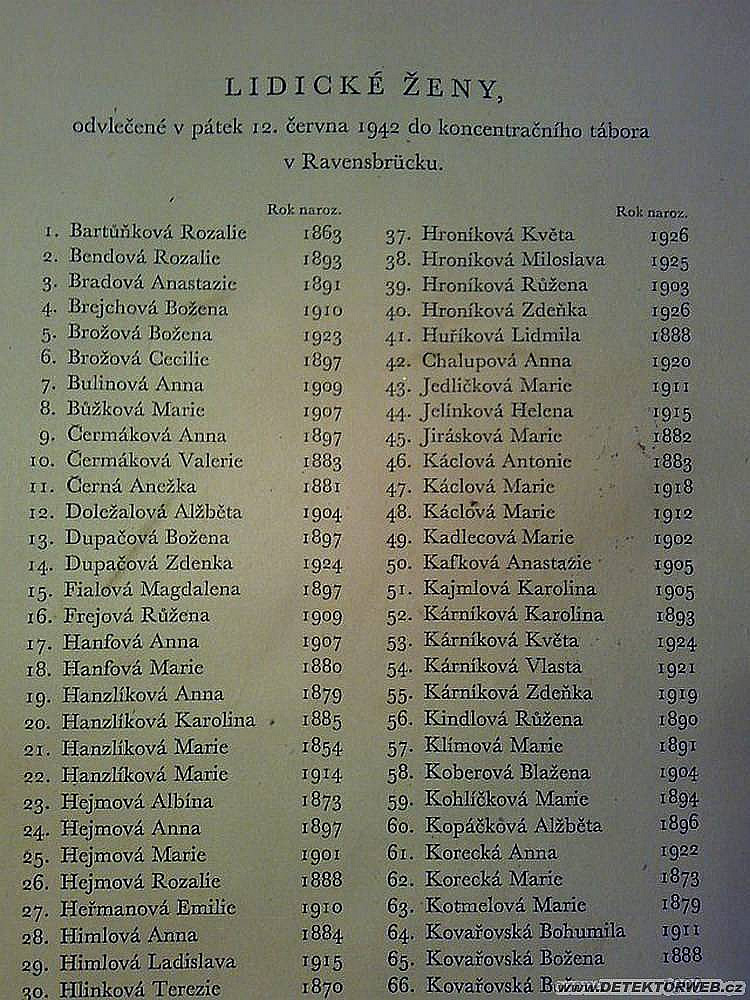 LIDICKÉ ŽENY,
odvlečené v pátek 12. června 1942 do koncentračního tábora
v Ravensbrücku.
Rok naroz.
1. Bartůňková Rozalie 1863
2. Bendová Rozalie 1893
3. Bradová Anastazie 1891
4. Brejchová Božena 1910
5. Brožová Božena 1923
6. Brožová Cecilie 1897
7. Bulinová Anna 1909
8. Bůžková Marie 1907
9. Čermáková Anna 1897
10. Čermáková Valerie 1883
11. Černá Anežka 1881
12. Doležalová Alžběta 1904
13. Dupačová Božena 1897
14. Dupačová Zdenka 1924
15. Fialová Magdalena 1897
16. Frejová Růžena 1909
17. Hanfová Anna 1907
18. Hanfová Marie 1880
19. Hanzlíková Anna 1879
20. Hanzlíková Karolina 1885
21. Hanzlíková Marie 1854
22. Hanzlíková Marie 1914
23. Hejmová Albína 1873
24. Hejmová Anna 1897
25. Hejmová Marie 1901
26. Hejmová Rozalie 1888
27. Heřmanová Emilie 1910
28. Himlová Anna 1884
29. Himlová Ladislava 1915
30. Hlinková Terezie 1870
Rok naroz.
37. Hroníková Květa 1926
38. Hroníková Miloslava 1925
39. Hroníková Růžena 1903
40. Hroníková Zdeňka 1926
41. Huříková Lidmila 1888
42. Chalupová Anna 1920
43. Jedličková Marie 1911
44. Jelínková Helena 1915
45. Jirásková Marie 1882
46. Káclová Antonie 1883
47. Káclová Marie 1918
48. Káclová Marie 1912
49. Kadlecová Marie 1902
50. Kafková Anastazie 1905
51. Kajmlová Karolina 1905
52. Kárníková Karolina 1893
53. Kárníková Květa 1924
54. Kárníková Vlasta 1921
55. Kárníková Zdeňka 1919
56. Kindlová Růžena 1890
57. Klímová Marie 1891
58. Koberová Blažena 1904
59. Kohlíčková Marie 1894
60. Kopáčková Alžběta 1896
61. Korecká Anna 1922
62. Korecká Marie 1873
63. Kotmelová Marie 1879
64. Kovařovská Bohumila 1911
65. Kovařovská Božena 1888
66. Kovařovská
www.DETEKTORWEB.cz